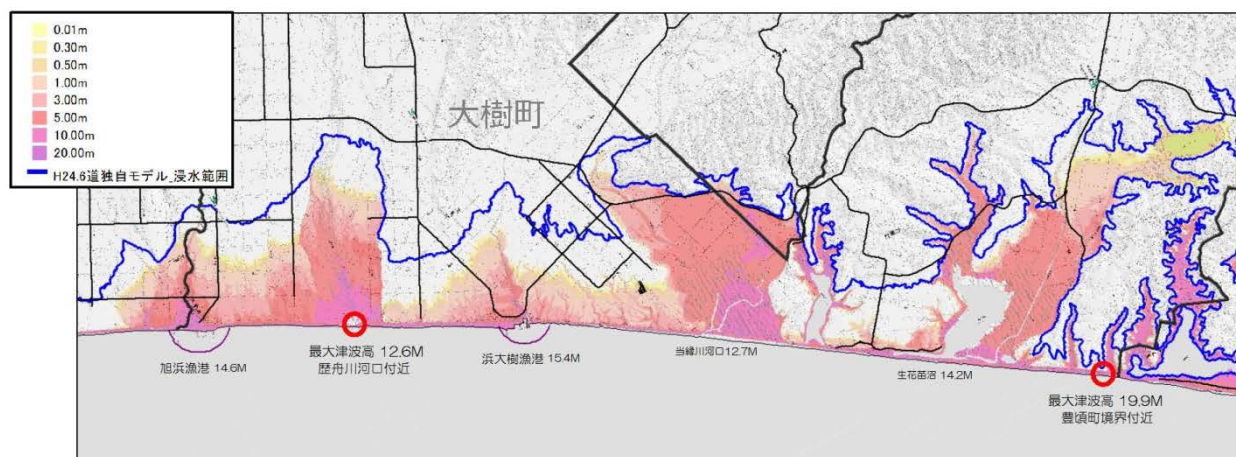 0.01m
0.30m
0.50m
1.00m
3.00m
5.00m
10.00m
20.00m
H24.6道独自モデル_浸水範囲
大樹町
旭浜漁港 14.6M
最大津波高 12.6M
歴舟川河口付近
浜大樹漁港 15.4M
当縁川河口12.7M
生花苗沼 14.2M
最大津波高 19.9M
豊頃町境界付近